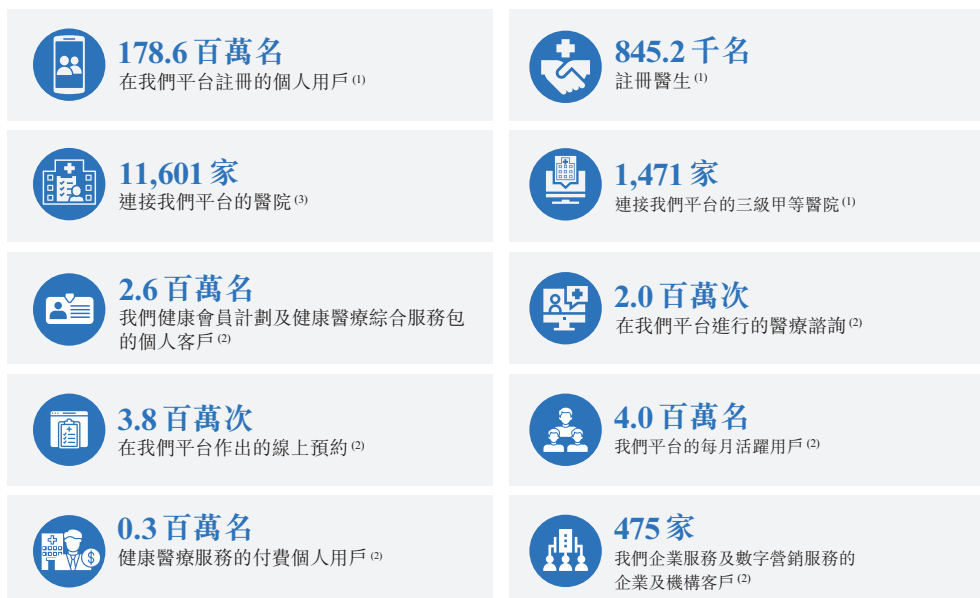 178.6 百萬名
在我們平台註冊的個人用戶 (1)
845.2 千名
註冊醫生 (1)
11,601 家
連接我們平台的醫院 (3)
1,471 家
連接我們平台的三級甲等醫院 (1)
2.6 百萬名
我們健康會員計劃及健康醫療綜合服務包
的個人客戶 (2)
2.0 百萬次
在我們平台進行的醫療諮詢 (2)
3.8 百萬次
在我們平台作出的線上預約 (2)
4.0 百萬名
我們平台的每月活躍用戶 (2)
0.3 百萬名
健康醫療服務的付費個人用戶 (2)
$
475 家
我們企業服務及數字營銷服務的
企業及機構客戶 (2)